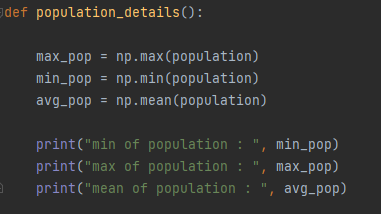 def population_details():
max_pop = np.max(population)
min_pop = np.min(population)
avg_pop = np.mean(population)
print("min of population : ", min_pop)
print("max of population : ", max_pop)
print("mean of population : ", avg_pop)